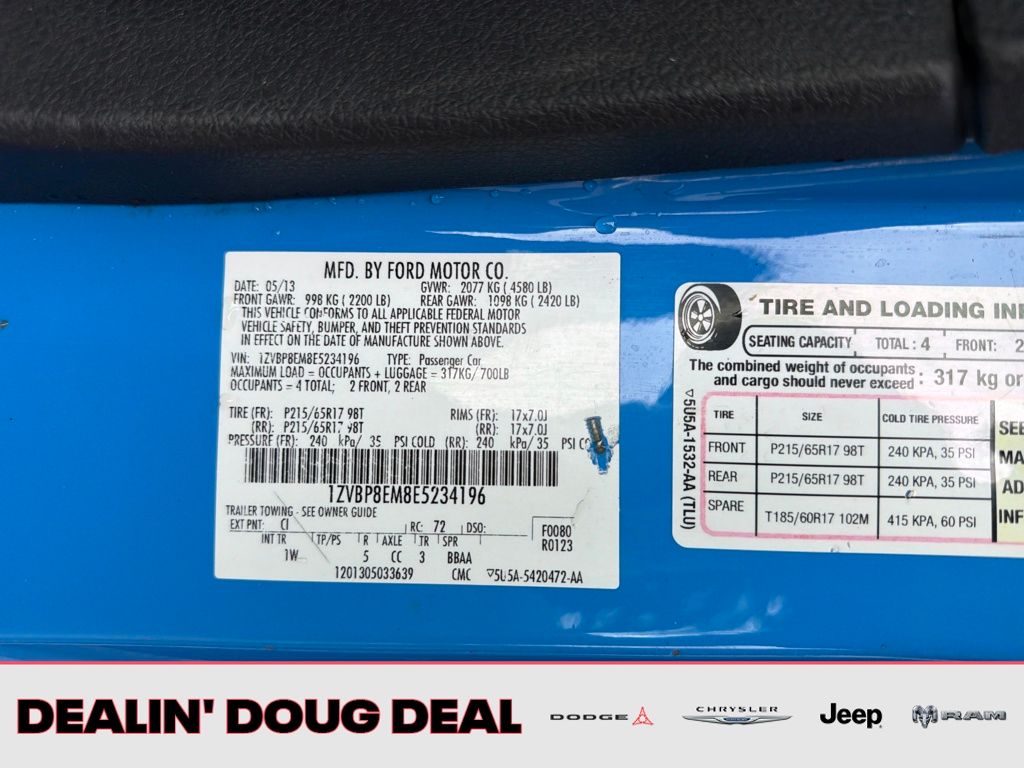 MFD. BY FORD MOTOR CO.
DATE: 05/13 GVWR: 2077 KG ( 4580 LB)
FRONT GAWR: 998 KG ( 2200 LB) REAR GAWR: 1098 KG ( 2420 LB)
THIS VEHICLE CONFORMS TO ALL APPLICABLE FEDERAL MOTOR
VEHICLE SAFETY, BUMPER, AND THEFT PREVENTION STANDARDS
IN EFFECT ON THE DATE OF MANUFACTURE SHOWN ABOVE.
VIN: 1ZVBP8EM8E5234196 TYPE: Passenger Car
MAXIMUM LOAD = OCCUPANTS + LUGGAGE = 317KG/700LB
OCCUPANTS = 4 TOTAL; 2 FRONT, 2 REAR
TIRE (FR): P215/65R17 98T RIMS (FR): 17x7.0J
(RR): P215/65R17 98T (RR): 17x7.0J
PRESSURE (FR): 240 kPa/ 35 PSI COLD (RR): 240 kPa/ 35 PSI
1ZVBP8EM8E5234196
TRAILER TOWING - SEE OWNER GUIDE
EXT PNT: CI RC: 72 DSO: F0080
INT TR TP/PS R AXLE TR SPR R0123
1W 5 CC 3 BBAA
1201305033639 CMC ▽5U5A-5420472-AA
TIRE AND LOADING INF
SEATING CAPACITY TOTAL : 4 FRONT: 2
The combined weight of occupants
and cargo should never exceed : 317 kg or
TIRE SIZE COLD TIRE PRESSURE
FRONT P215/65R17 98T 240 KPA, 35 PSI
REAR P215/65R17 98T 240 KPA, 35 PSI
SPARE T185/60R17 102M 415 KPA, 60 PSI
SEE
MA
AD
INF
▽5U5A-1532-AA (TLU)
DEALIN' DOUG DEAL DODGE CHRYSLER Jeep RAM